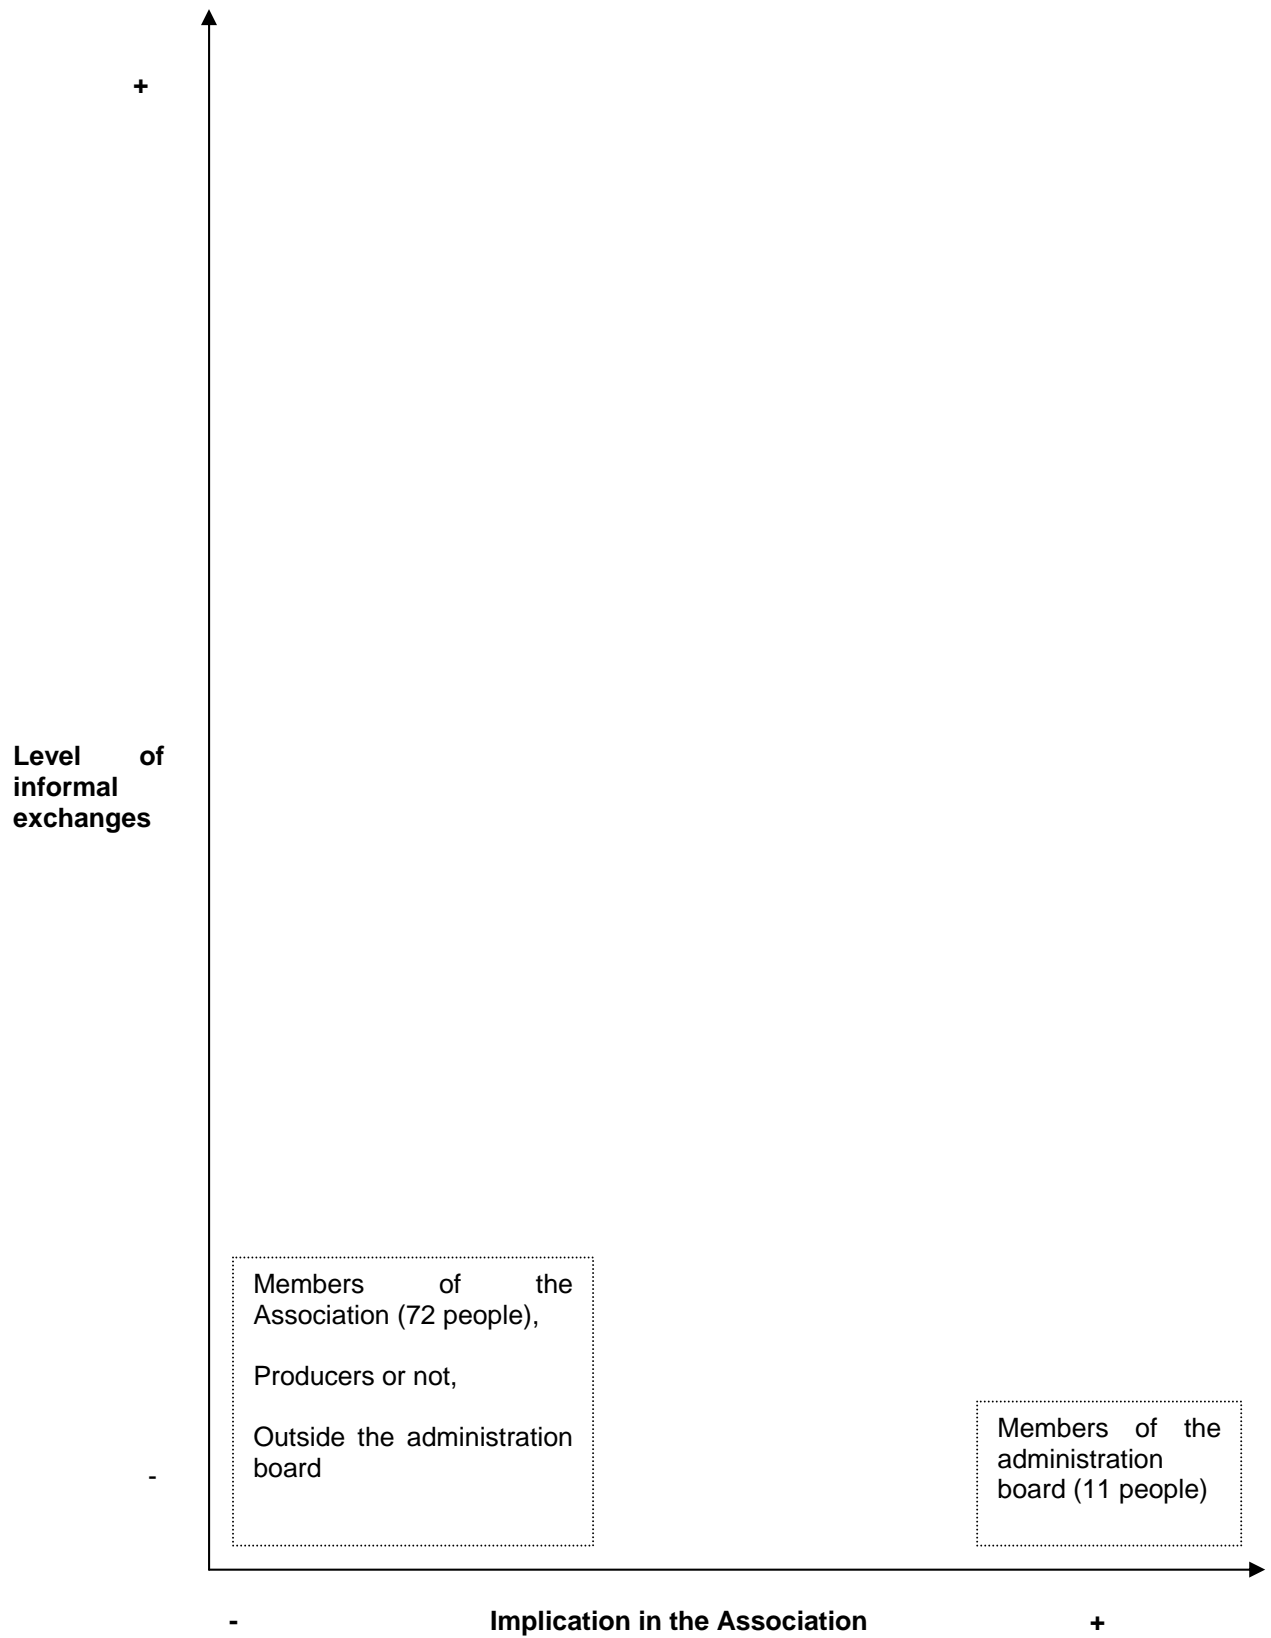 +
Level of
informal
exchanges
Members of the
Association (72 people),
Producers or not,
Outside the administration
board
Members of the
administration
board (11 people)
-
- Implication in the Association +